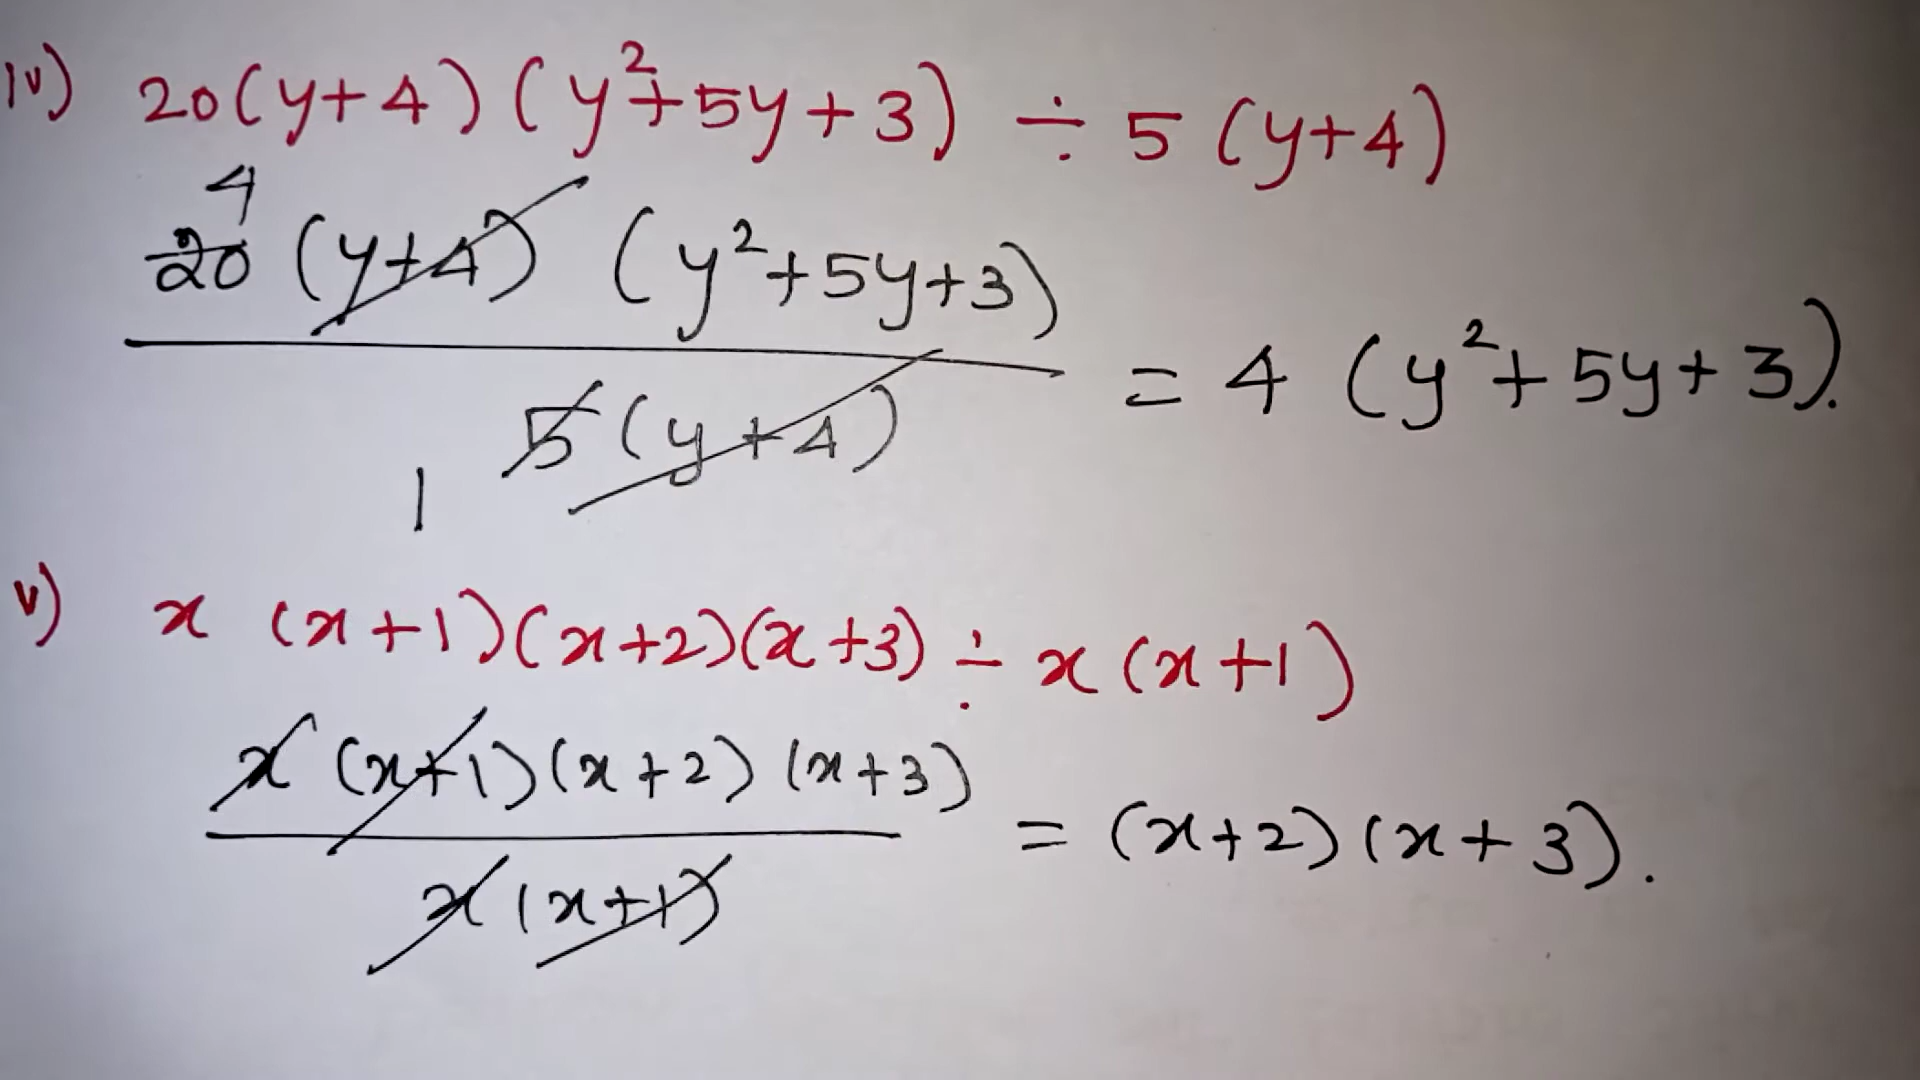 iv) 20(y+4)(y²+5y+3) ÷ 5(y+4)
4
20 (y+4) (y²+5y+3)
5(y+4) = 4 (y²+5y+3).
1
v) x (x+1)(x+2)(x+3) ÷ x(x+1)
x (x+1)(x+2)(x+3)
x(x+1) = (x+2)(x+3).